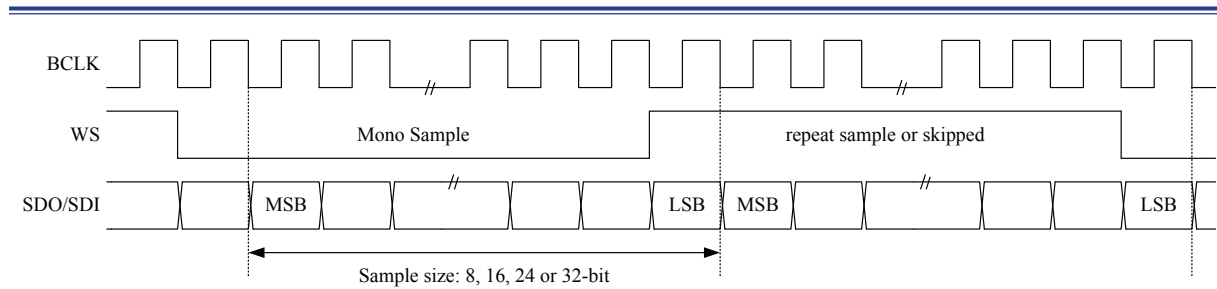 BCLK
//
//
WS
Mono Sample
repeat sample or skipped
SDO/SDI
MSB
//
LSB
MSB
//
LSB
Sample size: 8, 16, 24 or 32-bit